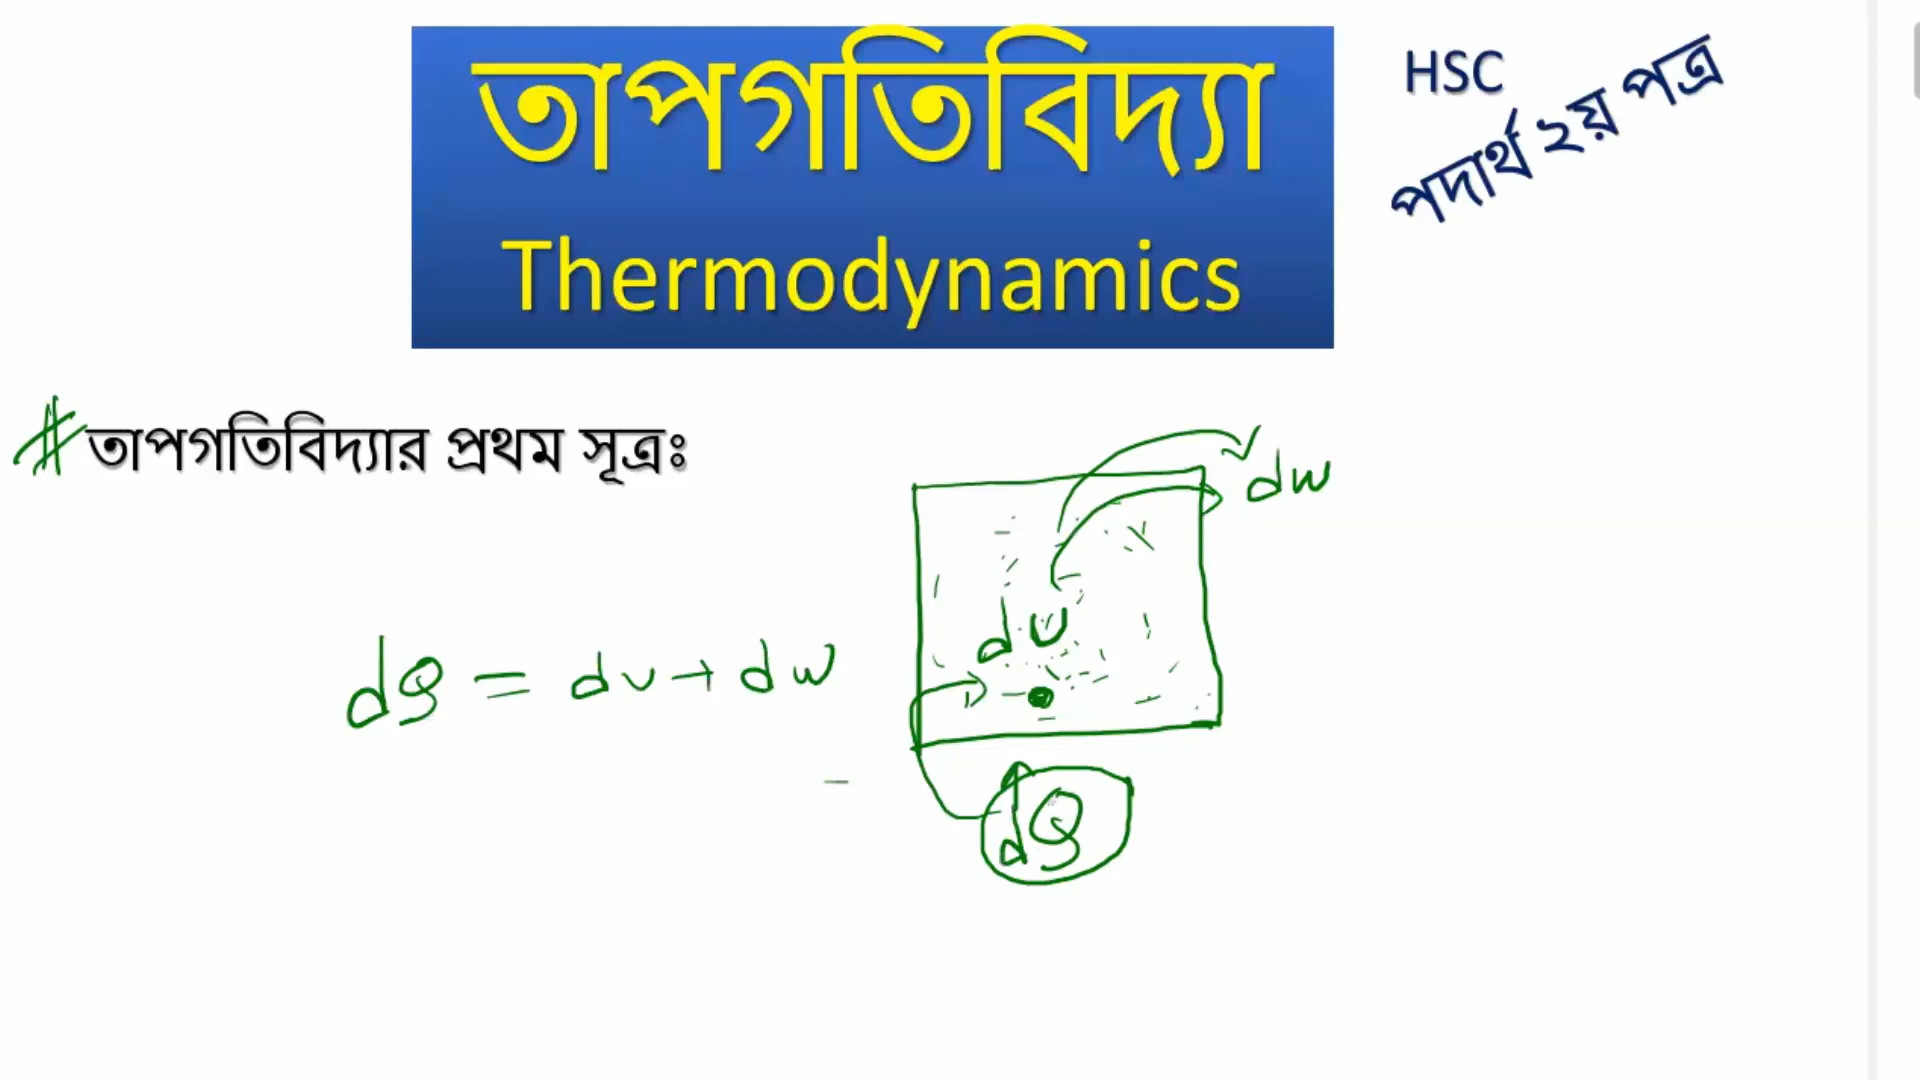 তাপগতিবিদ্যা
Thermodynamics
HSC
পদার্থ ২য় পত্র
# তাপগতিবিদ্যার প্রথম সূত্রঃ
dw
du
dQ = du + dw
dQ